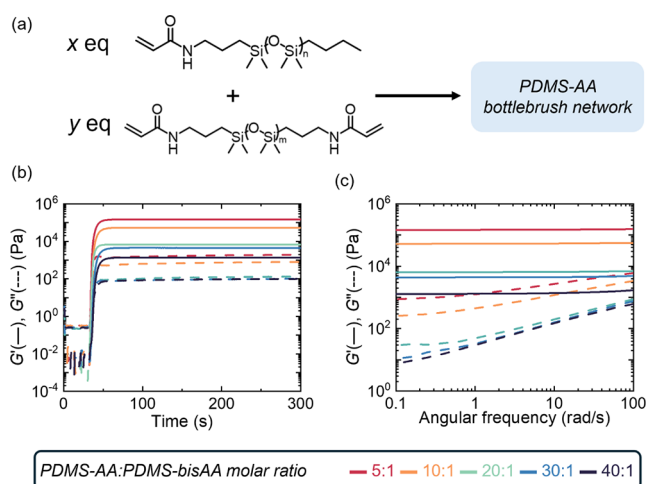 (a)
x eq
O
N
H
Si
(O
Si)
n
+
PDMS-AA
bottlebrush network
y eq
O
N
H
Si
(O
Si)
m
H
N
O
(b)
(c)
G'(—), G"(---) (Pa)
10^6
10^4
10^2
10^0
10^-2
10^-4
0
100
200
300
Time (s)
G'(—), G"(---) (Pa)
10^6
10^4
10^2
10^0
0.1
1
10
100
Angular frequency (rad/s)
PDMS-AA:PDMS-bisAA molar ratio
5:1
10:1
20:1
30:1
40:1